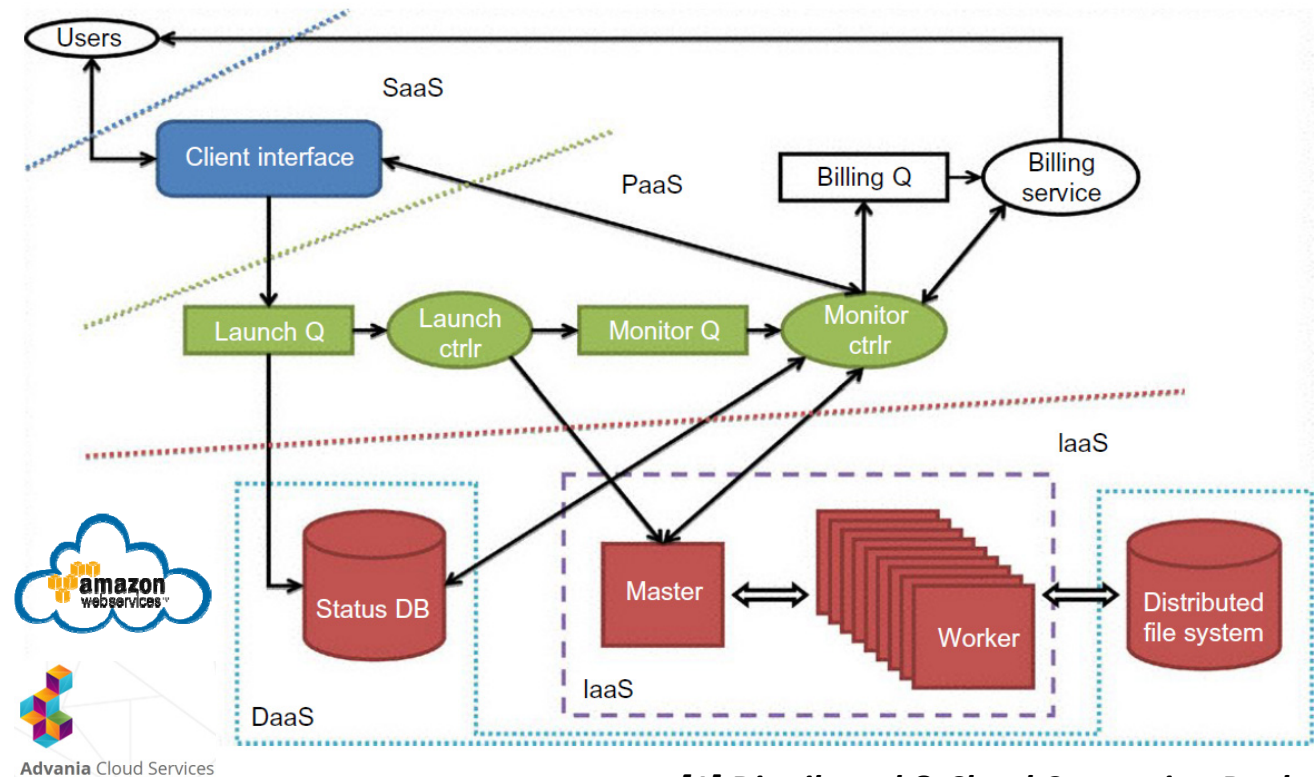 Users
SaaS
Client interface
PaaS
Billing Q
Billing
service
Launch Q
Launch
ctrlr
Monitor Q
Monitor
ctrlr
IaaS
amazon
webservices™
Status DB
Master
Worker
Distributed
file system
IaaS
DaaS
Advania Cloud Services